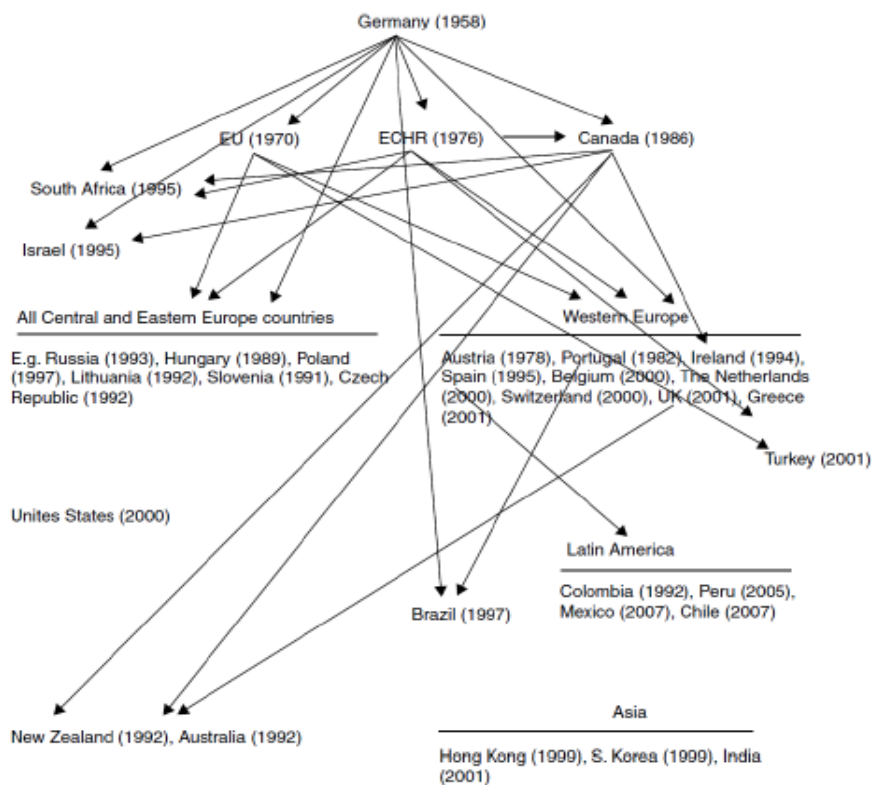 Germany (1958)
EU (1970)
ECHR (1976)
Canada (1986)
South Africa (1995)
Israel (1995)
All Central and Eastern Europe countries
E.g. Russia (1993), Hungary (1989), Poland
(1997), Lithuania (1992), Slovenia (1991), Czech
Republic (1992)
Western Europe
Austria (1978), Portugal (1982), Ireland (1994),
Spain (1995), Belgium (2000), The Netherlands
(2000), Switzerland (2000), UK (2001), Greece
(2001)
Turkey (2001)
Unites States (2000)
Latin America
Colombia (1992), Peru (2005),
Mexico (2007), Chile (2007)
Brazil (1997)
New Zealand (1992), Australia (1992)
Asia
Hong Kong (1999), S. Korea (1999), India
(2001)